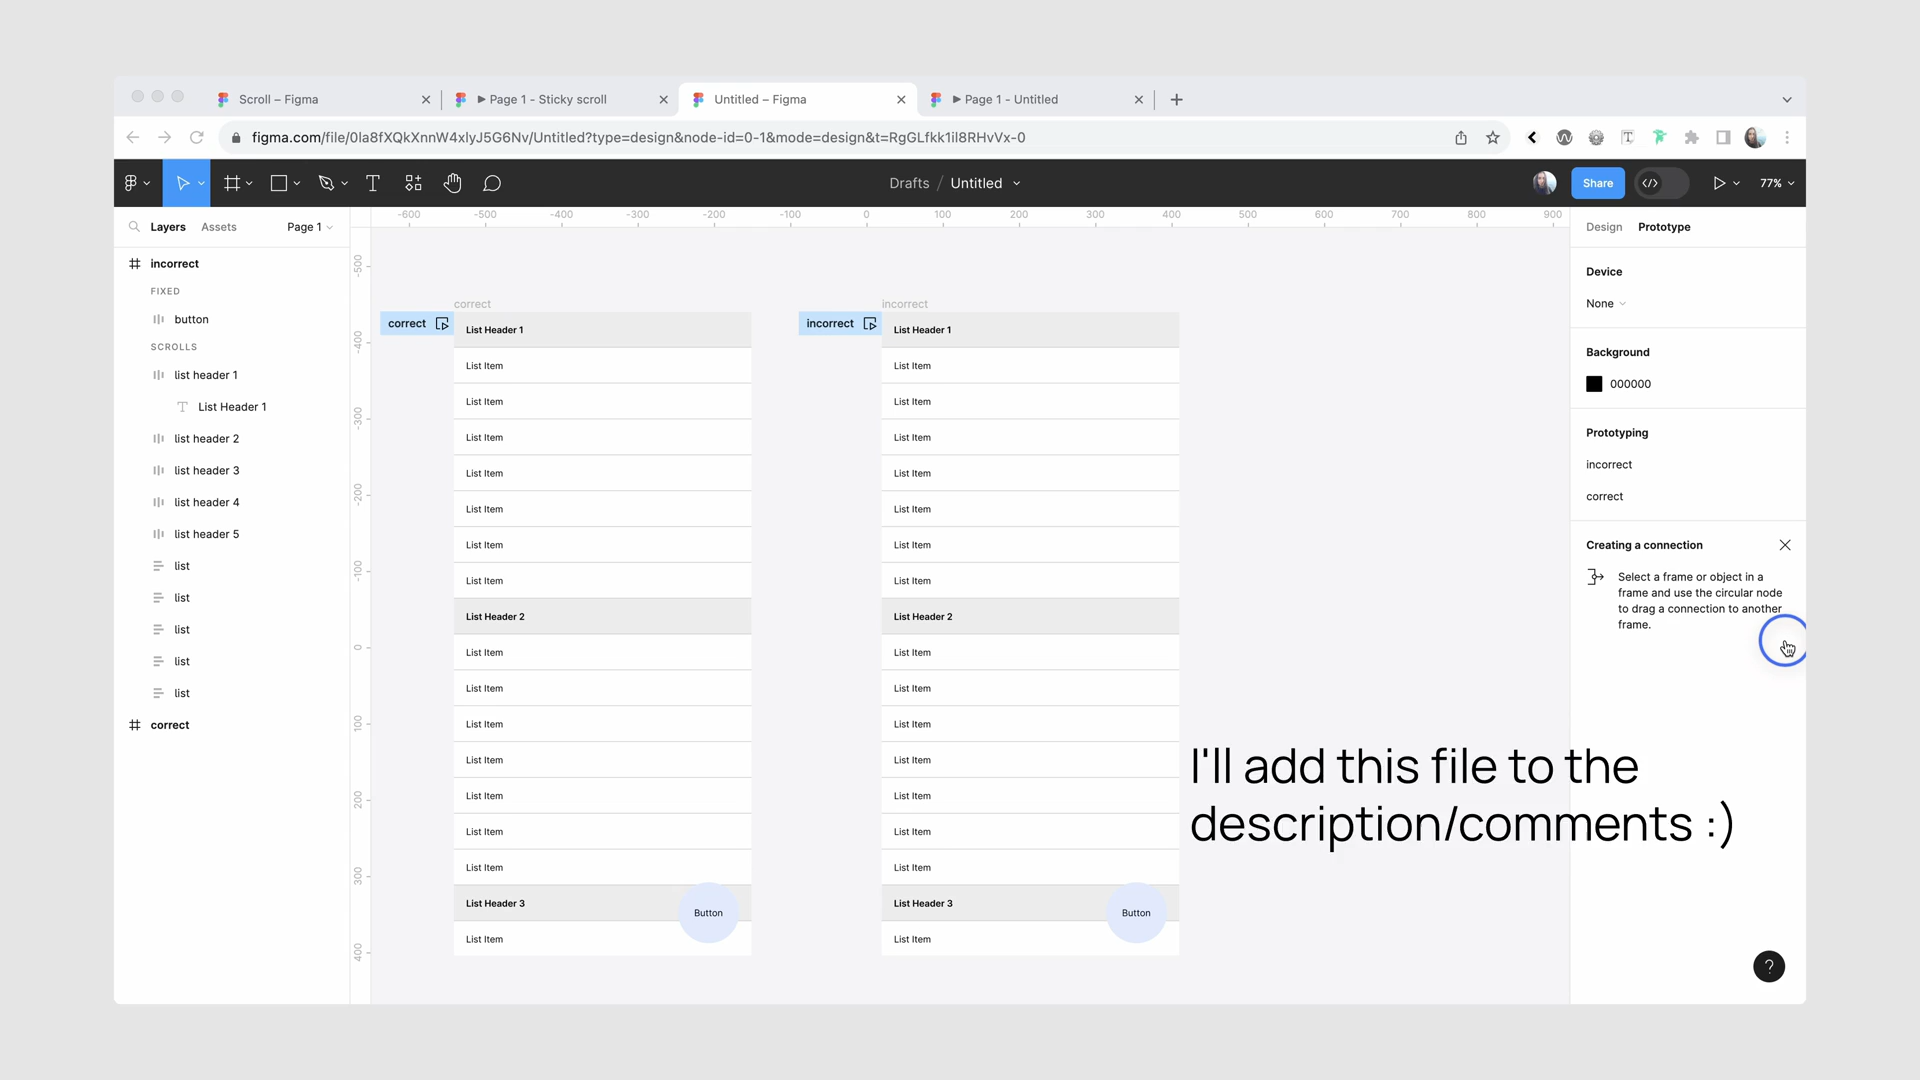 Scroll – Figma
Page 1 - Sticky scroll
Untitled – Figma
Page 1 - Untitled
figma.com/file/0la8fXQkXnnW4xlyJ5G6Nv/Untitled?type=design&node-id=0-1&mode=design&t=RgGLfkk1il8RHvVx-0
Drafts / Untitled
Share
77%
Layers
Assets
Page 1
-600 -500 -400 -300 -200 -100 0 100 200 300 400 500 600 700 800 900
Design
Prototype
incorrect
FIXED
button
SCROLLS
list header 1
List Header 1
list header 2
list header 3
list header 4
list header 5
list
list
list
list
list
correct
-500
-400
-300
-200
-100
0
100
200
300
400
correct
correct
List Header 1
List Item
List Item
List Item
List Item
List Item
List Item
List Item
List Header 2
List Item
List Item
List Item
List Item
List Item
List Item
List Item
List Header 3
Button
List Item
incorrect
incorrect
List Header 1
List Item
List Item
List Item
List Item
List Item
List Item
List Item
List Header 2
List Item
List Item
List Item
List Item
List Item
List Item
List Item
List Header 3
Button
List Item
Device
None
Background
000000
Prototyping
incorrect
correct
Creating a connection
Select a frame or object in a
frame and use the circular node
to drag a connection to another
frame.
I'll add this file to the
description/comments :)
?